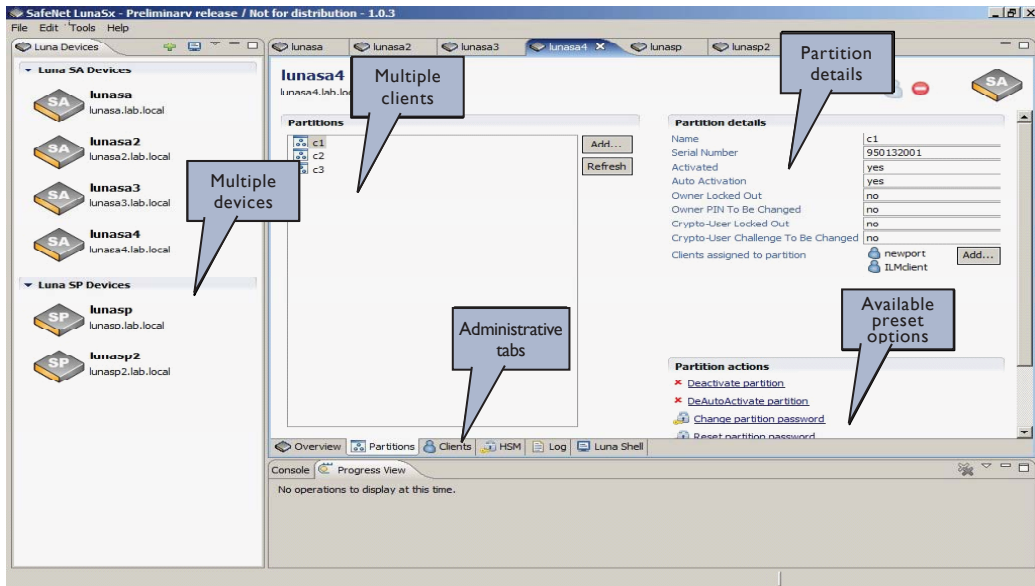 SafeNet LunaSx - Preliminary release / Not for distribution - 1.0.3
File Edit Tools Help
Luna Devices
lunasa
lunasa2
lunasa3
lunasa4
lunasp
lunasp2
Luna SA Devices
SA
lunasa
lunasa.lab.local
SA
lunasa2
lunasa2.lab.local
SA
lunasa3
lunasa3.lab.local
SA
lunasa4
lunasa4.lab.local
Luna SP Devices
SP
lunasp
lunasp.lab.local
SP
lunasp2
lunasp2.lab.local
Multiple
devices
lunasa4
Multiple
clients
Partition
details
SA
Partitions
c1
c2
c3
Add...
Refresh
Partition details
Name c1
Serial Number 950132001
Activated yes
Auto Activation yes
Owner Locked Out no
Owner PIN To Be Changed no
Crypto-User Locked Out no
Crypto-User Challenge To Be Changed no
Clients assigned to partition newport Add...
ILMclient
Administrative
tabs
Available
preset
options
Partition actions
Deactivate partition
DeAutoActivate partition
Change partition password
Reset partition password
Overview Partitions Clients HSM Log Luna Shell
Console Progress View
No operations to display at this time.